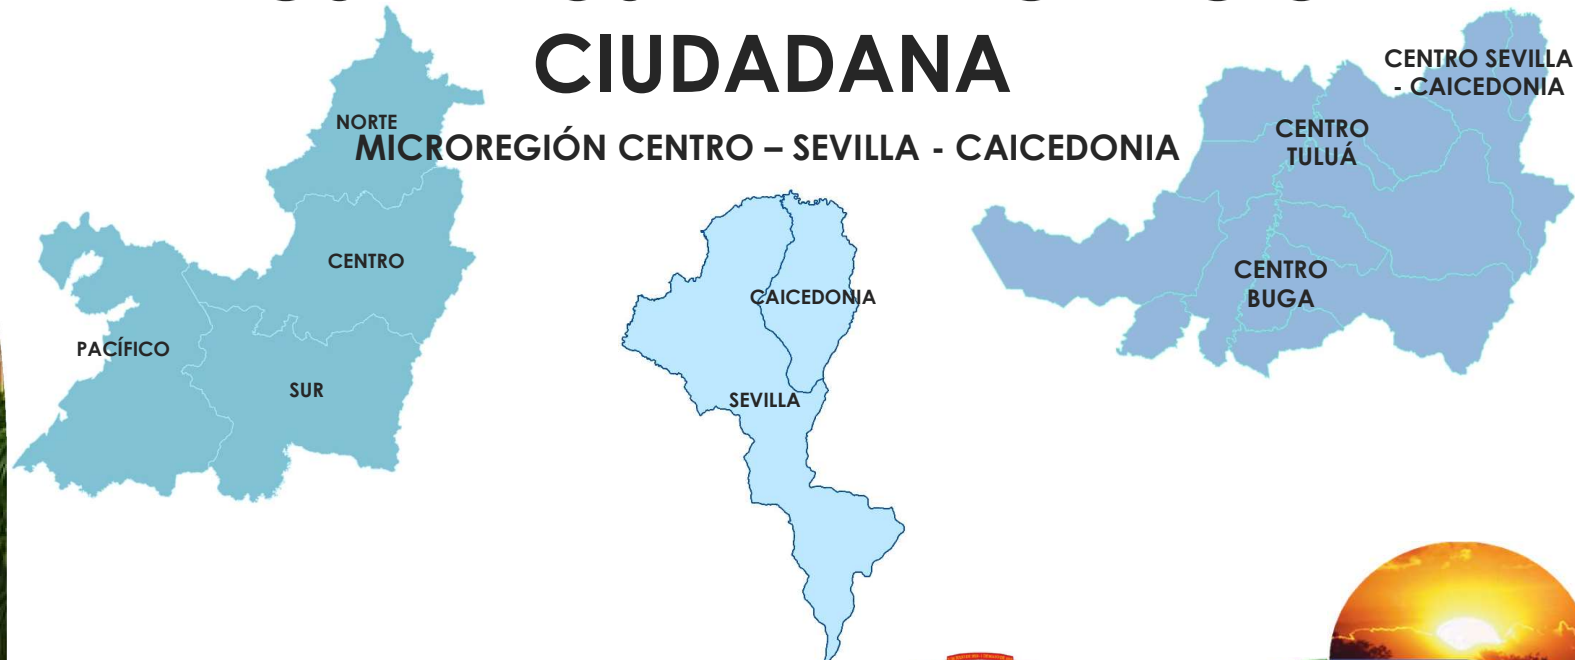 CIUDADANA
MICROREGIÓN CENTRO – SEVILLA - CAICEDONIA
NORTE
CENTRO
PACÍFICO
SUR
CAICEDONIA
SEVILLA
CENTRO SEVILLA
- CAICEDONIA
CENTRO
TULUÁ
CENTRO
BUGA